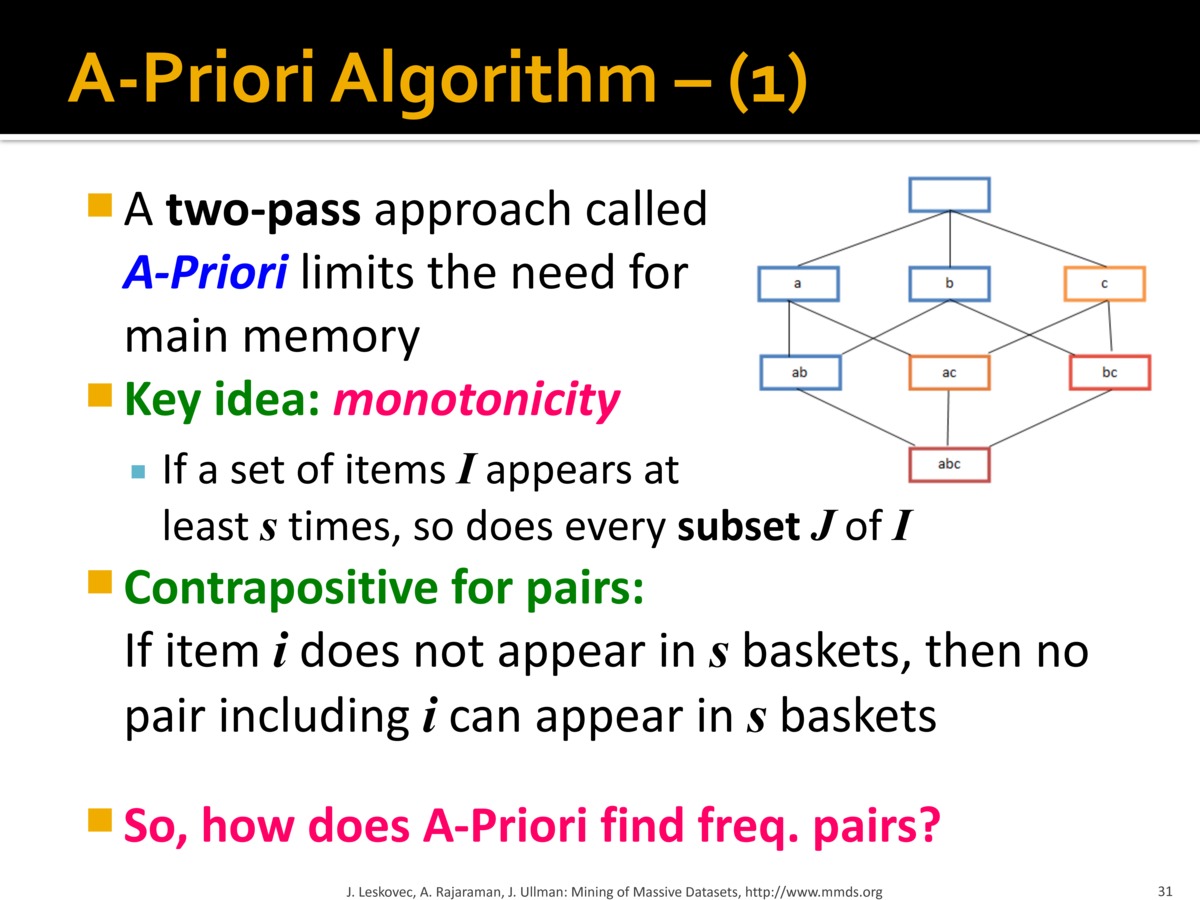 A-Priori Algorithm – (1)
A two-pass approach called
A-Priori limits the need for
main memory
Key idea: monotonicity
If a set of items I appears at
least s times, so does every subset J of I
Contrapositive for pairs:
If item i does not appear in s baskets, then no
pair including i can appear in s baskets
So, how does A-Priori find freq. pairs?
a b c
ab ac bc
abc
J. Leskovec, A. Rajaraman, J. Ullman: Mining of Massive Datasets, http://www.mmds.org
31